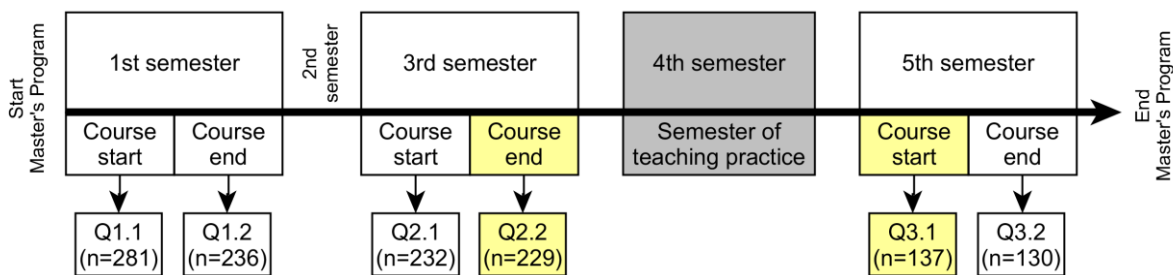 Start
Master's Program
1st semester
2nd
semester
3rd semester
4th semester
5th semester
End
Master's Program
Course
start
Course
end
Course
start
Course
end
Semester of
teaching practice
Course
start
Course
end
Q1.1
(n=281)
Q1.2
(n=236)
Q2.1
(n=232)
Q2.2
(n=229)
Q3.1
(n=137)
Q3.2
(n=130)